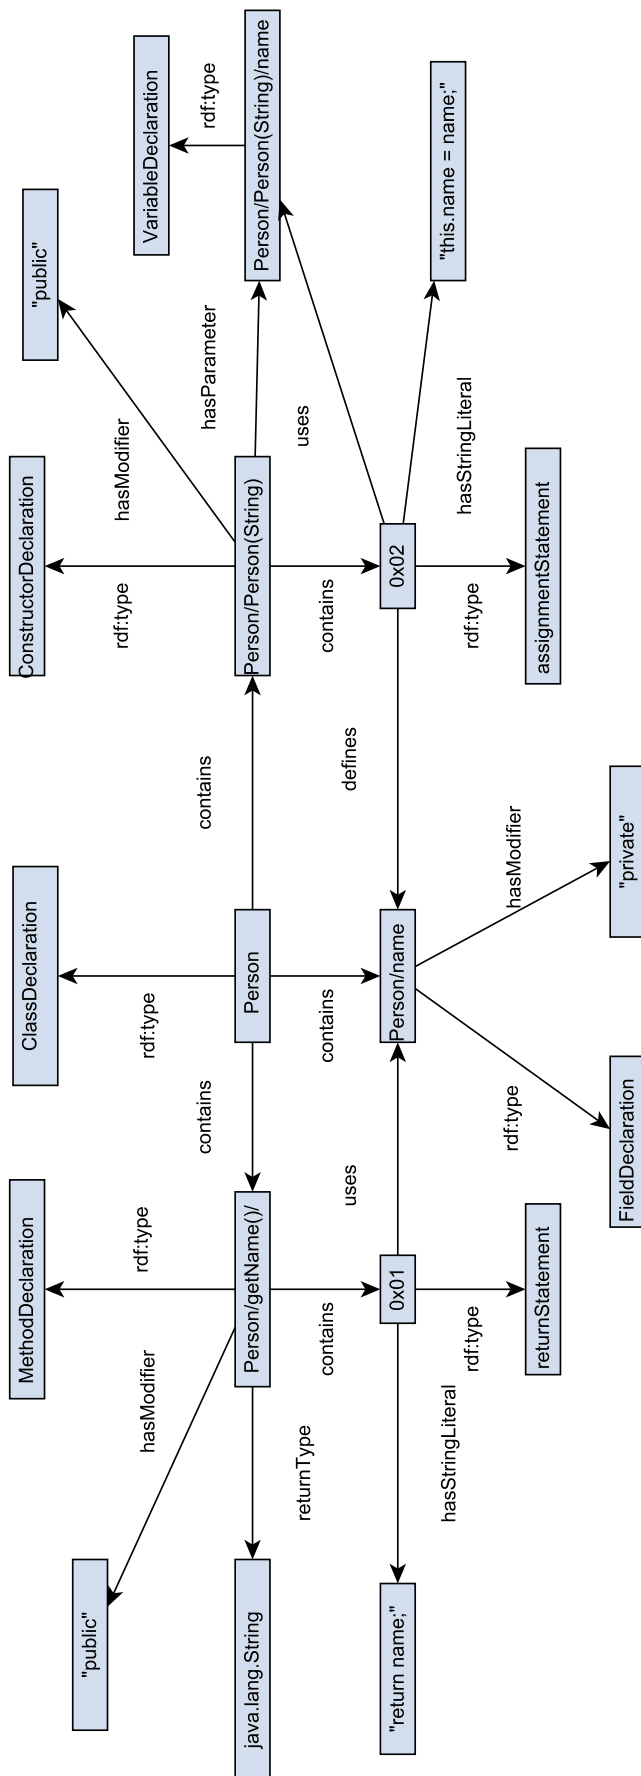 "public"
MethodDeclaration
ClassDeclaration
ConstructorDeclaration
"public"
VariableDeclaration
hasModifier
rdf:type
rdf:type
rdf:type
hasModifier
rdf:type
java.lang.String
returnType
Person/getName()/
contains
Person
contains
Person/Person(String)
hasParameter
Person/Person(String)/name
contains
contains
contains
uses
"return name;"
hasStringLiteral
0x01
uses
Person/name
defines
0x02
hasStringLiteral
"this.name = name;"
rdf:type
rdf:type
hasModifier
rdf:type
returnStatement
assignmentStatement
FieldDeclaration
"private"